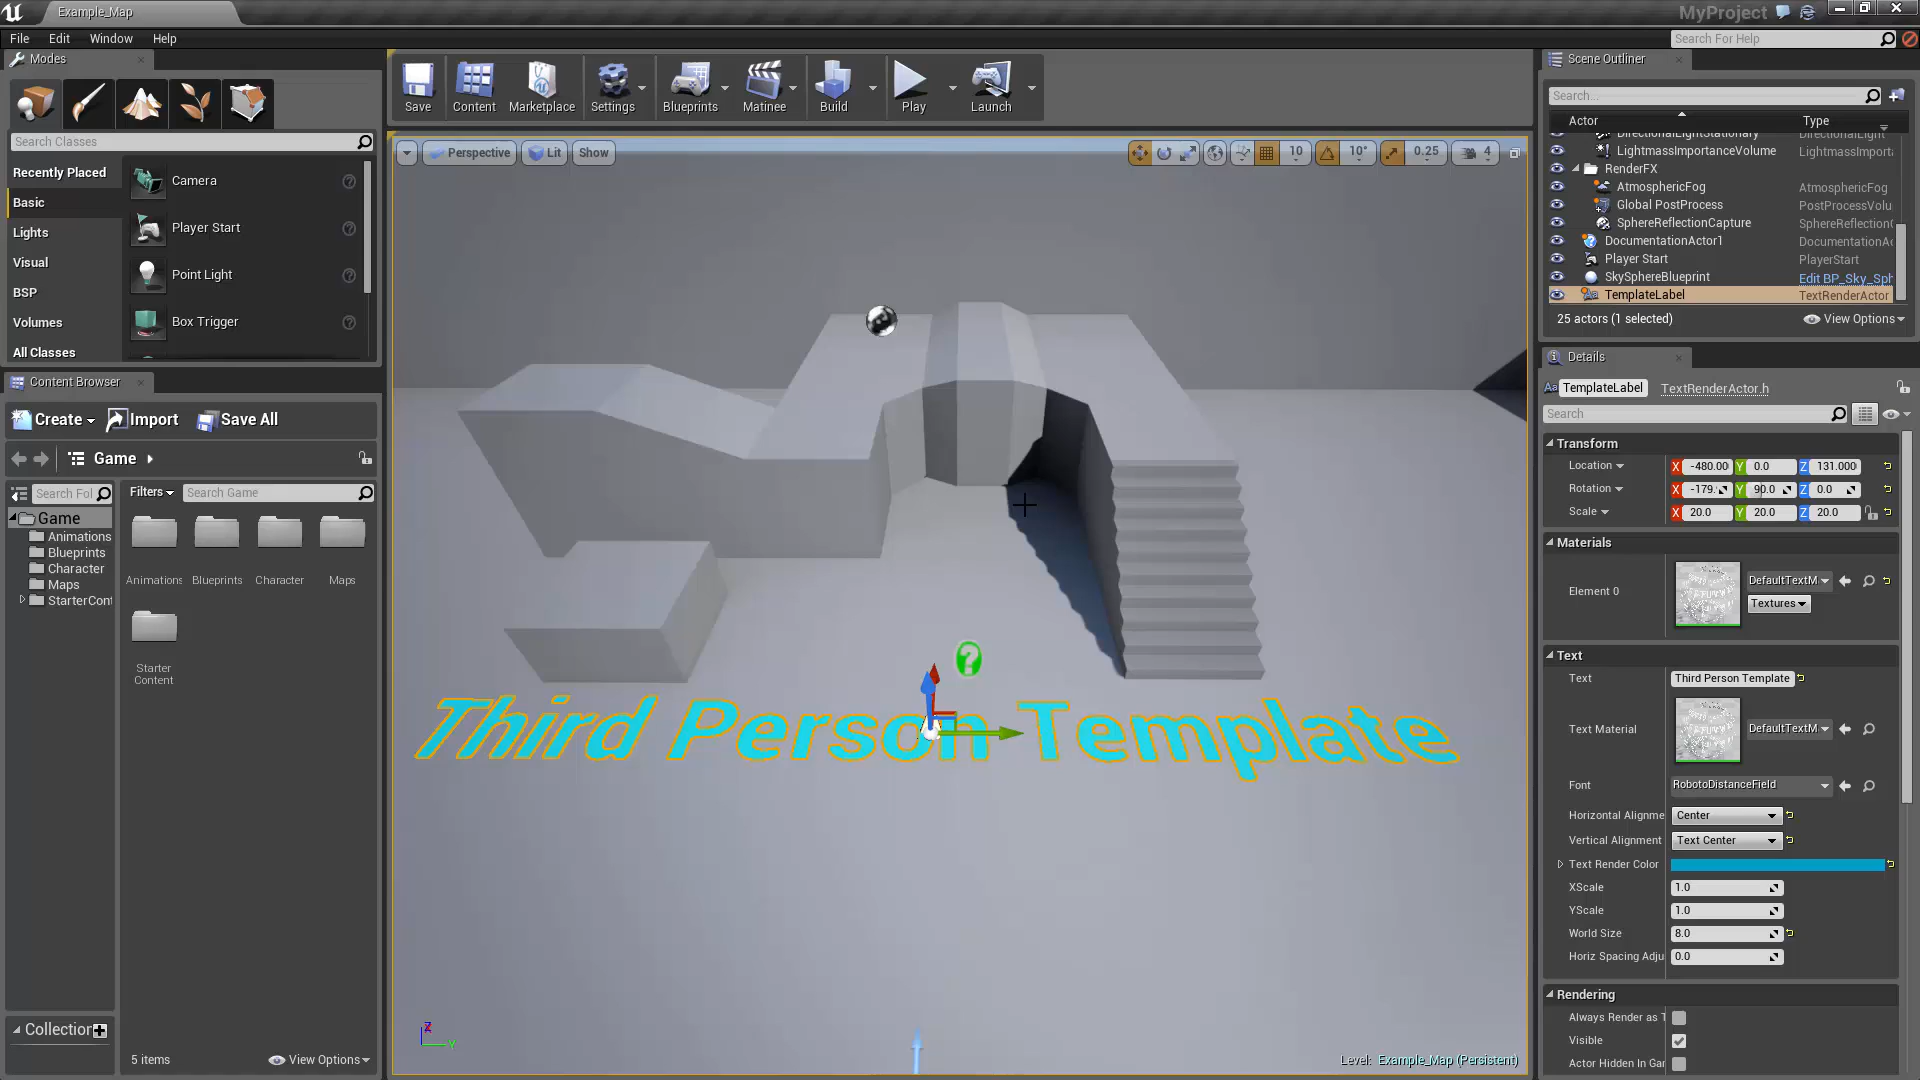 Example_Map
MyProject
File Edit Window Help
Search For Help
Modes
Search Classes
Recently Placed
Basic
Lights
Visual
BSP
Volumes
All Classes
Camera
Player Start
Point Light
Box Trigger
Save
Content
Marketplace
Settings
Blueprints
Matinee
Build
Play
Launch
Perspective
Lit
Show
10
10°
0.25
4
Content Browser
Create
Import
Save All
Game
Search Fol
Filters
Search Game
Game
Animations
Blueprints
Character
Maps
StarterCont
Animations
Blueprints
Character
Maps
Starter
Content
Collection
5 items
View Options
Third Person Template
Z
Y
Level: Example_Map (Persistent)
Scene Outliner
Search...
Actor Type
DirectionalLightStationary DirectionalLight
LightmassImportanceVolume LightmassImporta
RenderFX
AtmosphericFog AtmosphericFog
Global PostProcess PostProcessVolu
SphereReflectionCapture SphereReflection
DocumentationActor1 DocumentationAc
Player Start PlayerStart
SkySphereBlueprint Edit BP_Sky_Sph
TemplateLabel TextRenderActor
25 actors (1 selected)
View Options
Details
TemplateLabel TextRenderActor.h
Search
Transform
Location X -480.00 Y 0.0 Z 131.000
Rotation X -179. Y 90.0 Z 0.0
Scale X 20.0 Y 20.0 Z 20.0
Materials
Element 0
DefaultTextM
Textures
Text
Text Third Person Template
Text Material DefaultTextM
Font RobotoDistanceField
Horizontal Alignme Center
Vertical Alignment Text Center
Text Render Color
XScale 1.0
YScale 1.0
World Size 8.0
Horiz Spacing Adju 0.0
Rendering
Always Render as T
Visible
Actor Hidden In Gar